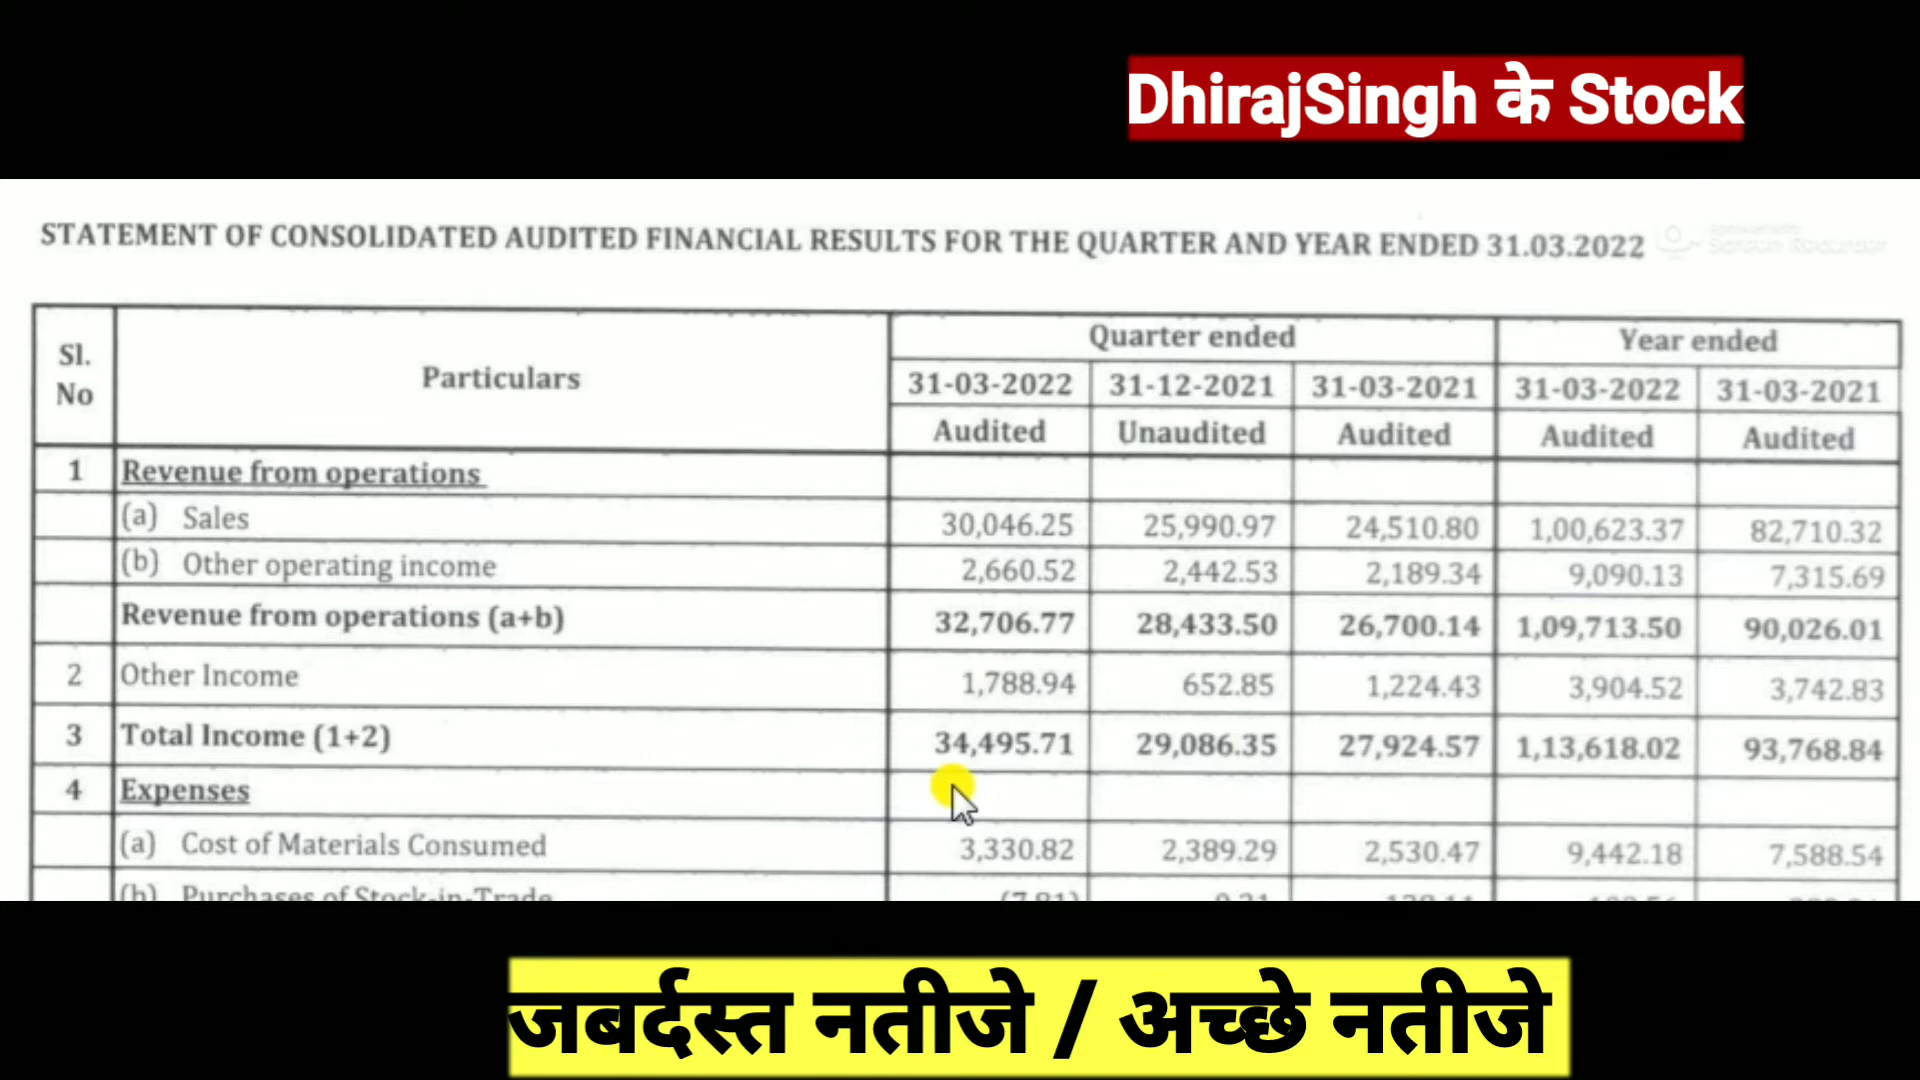 DhirajSingh के Stock
STATEMENT OF CONSOLIDATED AUDITED FINANCIAL RESULTS FOR THE QUARTER AND YEAR ENDED 31.03.2022
Sl. No Particulars Quarter ended Year ended
31-03-2022 31-12-2021 31-03-2021 31-03-2022 31-03-2021
Audited Unaudited Audited Audited Audited
1 Revenue from operations
(a) Sales 30,046.25 25,990.97 24,510.80 1,00,623.37 82,710.32
(b) Other operating income 2,660.52 2,442.53 2,189.34 9,090.13 7,315.69
Revenue from operations (a+b) 32,706.77 28,433.50 26,700.14 1,09,713.50 90,026.01
2 Other Income 1,788.94 652.85 1,224.43 3,904.52 3,742.83
3 Total Income (1+2) 34,495.71 29,086.35 27,924.57 1,13,618.02 93,768.84
4 Expenses
(a) Cost of Materials Consumed 3,330.82 2,389.29 2,530.47 9,442.18 7,588.54
(b) Purchases of Stock-in-Trade
जबर्दस्त नतीजे / अच्छे नतीजे